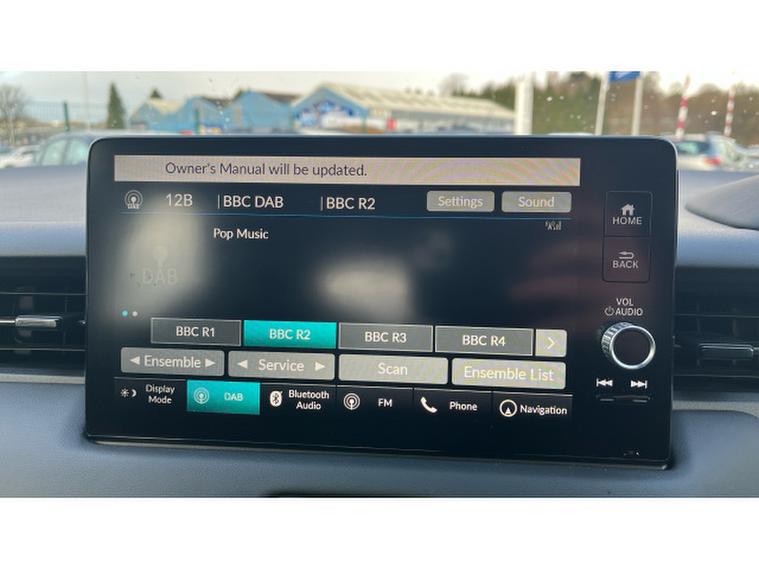 Owner's Manual will be updated.
12B |BBC DAB |BBC R2 Settings Sound
Pop Music
DAB
BBC R1 BBC R2 BBC R3 BBC R4
Ensemble Service Scan Ensemble List
Display Mode DAB Bluetooth Audio FM Phone Navigation
HOME
BACK
VOL
AUDIO